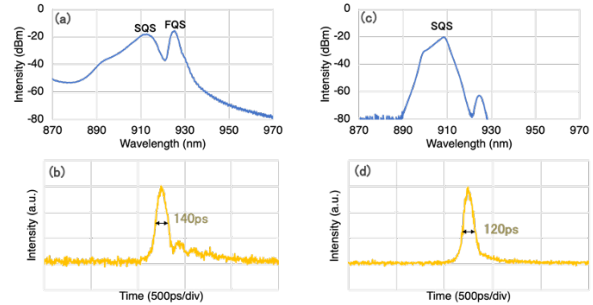 (a)
SQS FQS
Intensity (dBm)
0
-20
-40
-60
-80
870 890 910 930 950 970
Wavelength (nm)
(c)
SQS
Intensity (dBm)
0
-20
-40
-60
-80
870 890 910 930 950 970
Wavelength (nm)
(b)
140ps
Intensity (a.u.)
Time (500ps/div)
(d)
120ps
Intensity (a.u.)
Time (500ps/div)